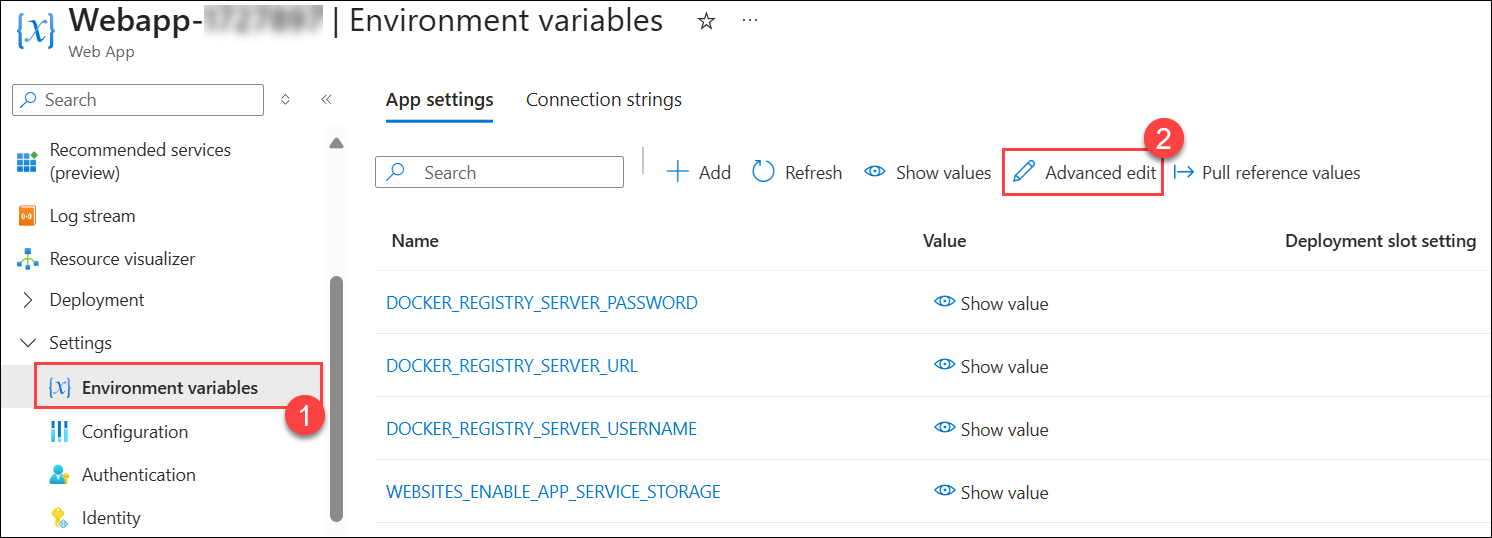 Webapp- | Environment variables
Web App
Search
Recommended services
(preview)
Log stream
Resource visualizer
Deployment
Settings
Environment variables
1
Configuration
Authentication
Identity
App settings Connection strings
2
Search Add Refresh Show values Advanced edit Pull reference values
Name Value Deployment slot setting
DOCKER_REGISTRY_SERVER_PASSWORD Show value
DOCKER_REGISTRY_SERVER_URL Show value
DOCKER_REGISTRY_SERVER_USERNAME Show value
WEBSITES_ENABLE_APP_SERVICE_STORAGE Show value